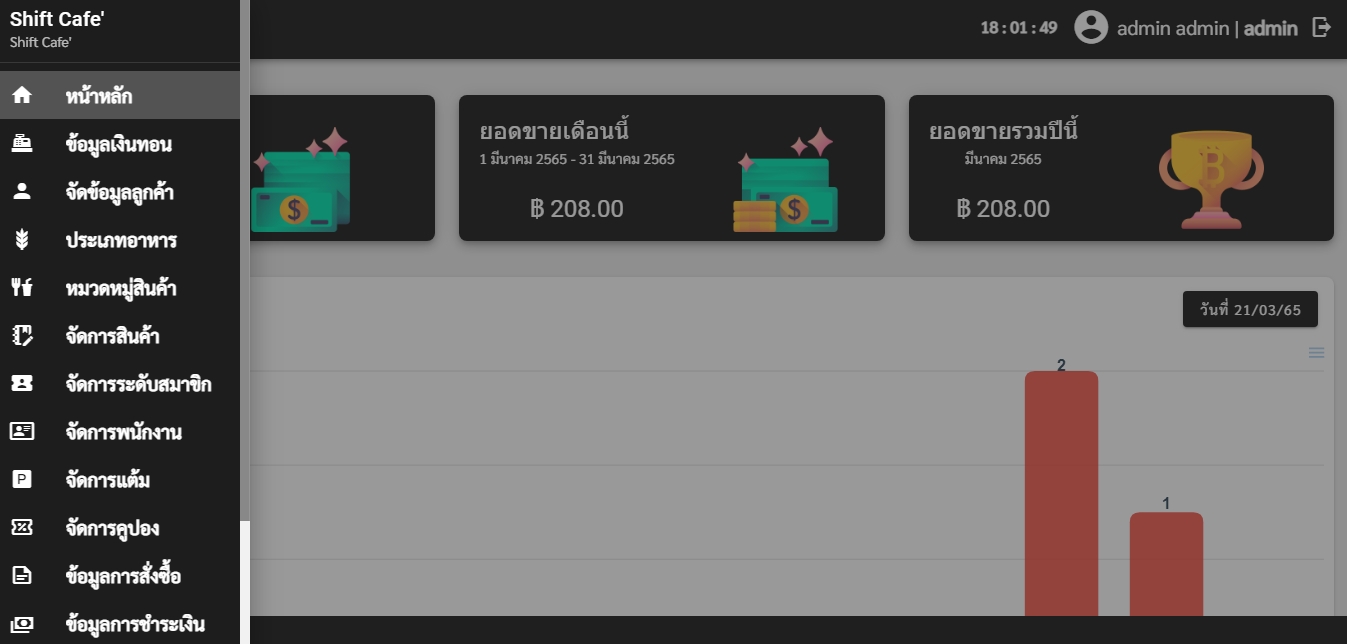 Shift Cafe'
Shift Cafe'
18 : 01 : 49
admin admin | admin
หน้าหลัก
ข้อมูลเงินทอน
จัดข้อมูลลูกค้า
ประเภทอาหาร
หมวดหมู่สินค้า
จัดการสินค้า
จัดการระดับสมาชิก
จัดการพนักงาน
จัดการแต้ม
จัดการคูปอง
ข้อมูลการสั่งซื้อ
ข้อมูลการชำระเงิน
ยอดขายเดือนนี้
1 มีนาคม 2565 - 31 มีนาคม 2565
฿ 208.00
ยอดขายรวมปีนี้
มีนาคม 2565
฿ 208.00
วันที่ 21/03/65
2
1